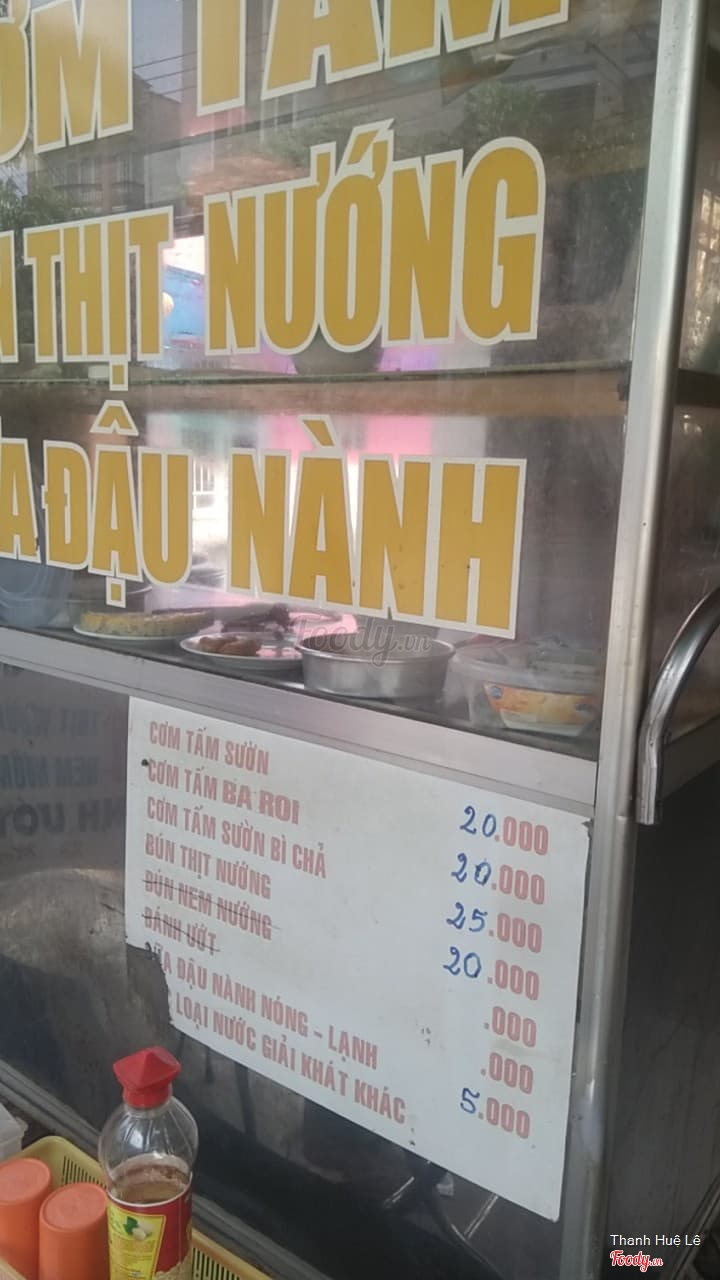 TẤM
THỊT NƯỚNG
ĐẬU NÀNH
Foody.vn
CƠM TẤM SƯỜN 20.000
CƠM TẤM BA ROI 20.000
CƠM TẤM SƯỜN BÌ CHẢ 25.000
BÚN THỊT NƯỚNG 20.000
BÚN NEM NƯỚNG .000
BÁNH ƯỚT .000
ĐẬU NÀNH NÓNG - LẠNH 5.000
LOẠI NƯỚC GIẢI KHÁT KHÁC
Thanh Huê Lê
Foody.vn